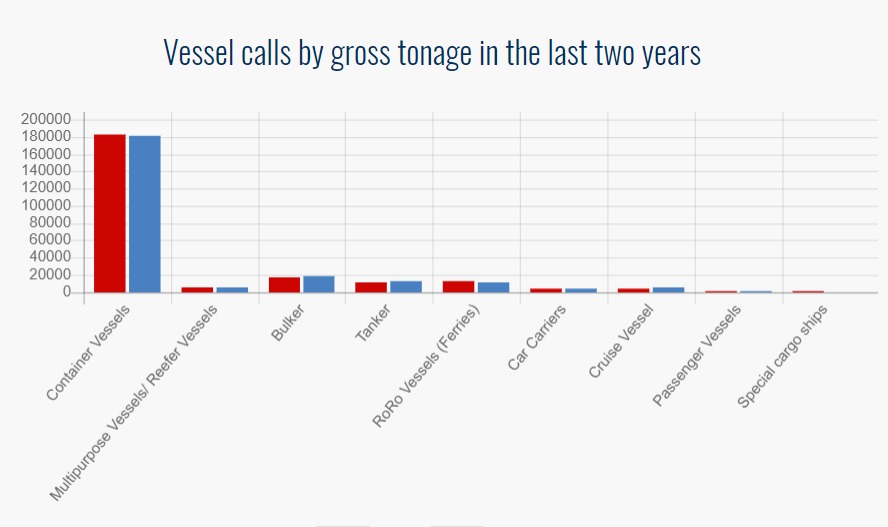 Vessel calls by gross tonage in the last two years
200000
180000
160000
140000
120000
100000
80000
60000
40000
20000
0
Container Vessels
Multipurpose Vessels/ Reefer Vessels
Bulker
Tanker
RoRo Vessels (Ferries)
Car Carriers
Cruise Vessel
Passenger Vessels
Special cargo ships